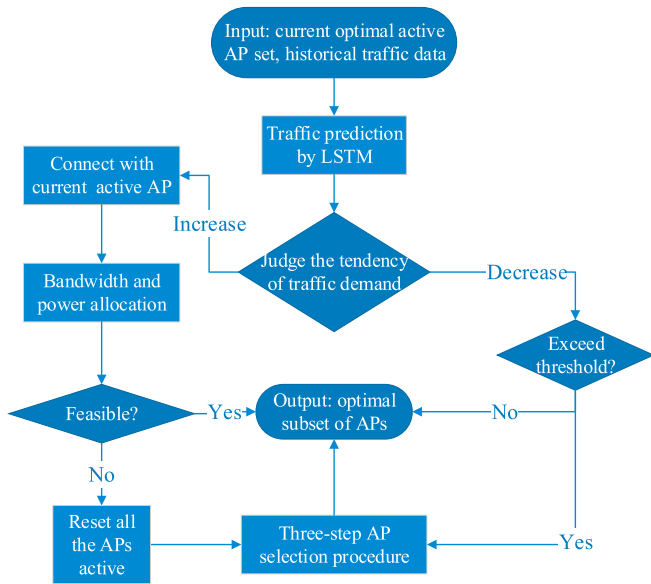 Input: current optimal active
AP set, historical traffic data
Traffic prediction
by LSTM
Connect with
current active AP
Increase
Judge the tendency
of traffic demand
Decrease
Bandwidth and
power allocation
Exceed
threshold?
Feasible?
Yes
Output: optimal
subset of APs
No
No
Reset all
the APs
active
Three-step AP
selection procedure
Yes